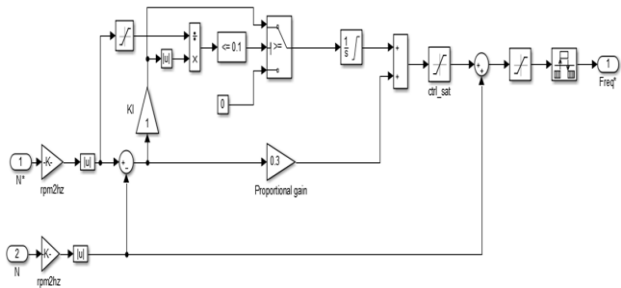 ÷
×
|u|
<= 0.1
>=
1
s
+
+
ctrl_sat
0
KI
1
1
N*
-K-
rpm2hz
|u|
+
-
0.3
Proportional gain
+
+
1
Freq*
2
N
-K-
rpm2hz
|u|